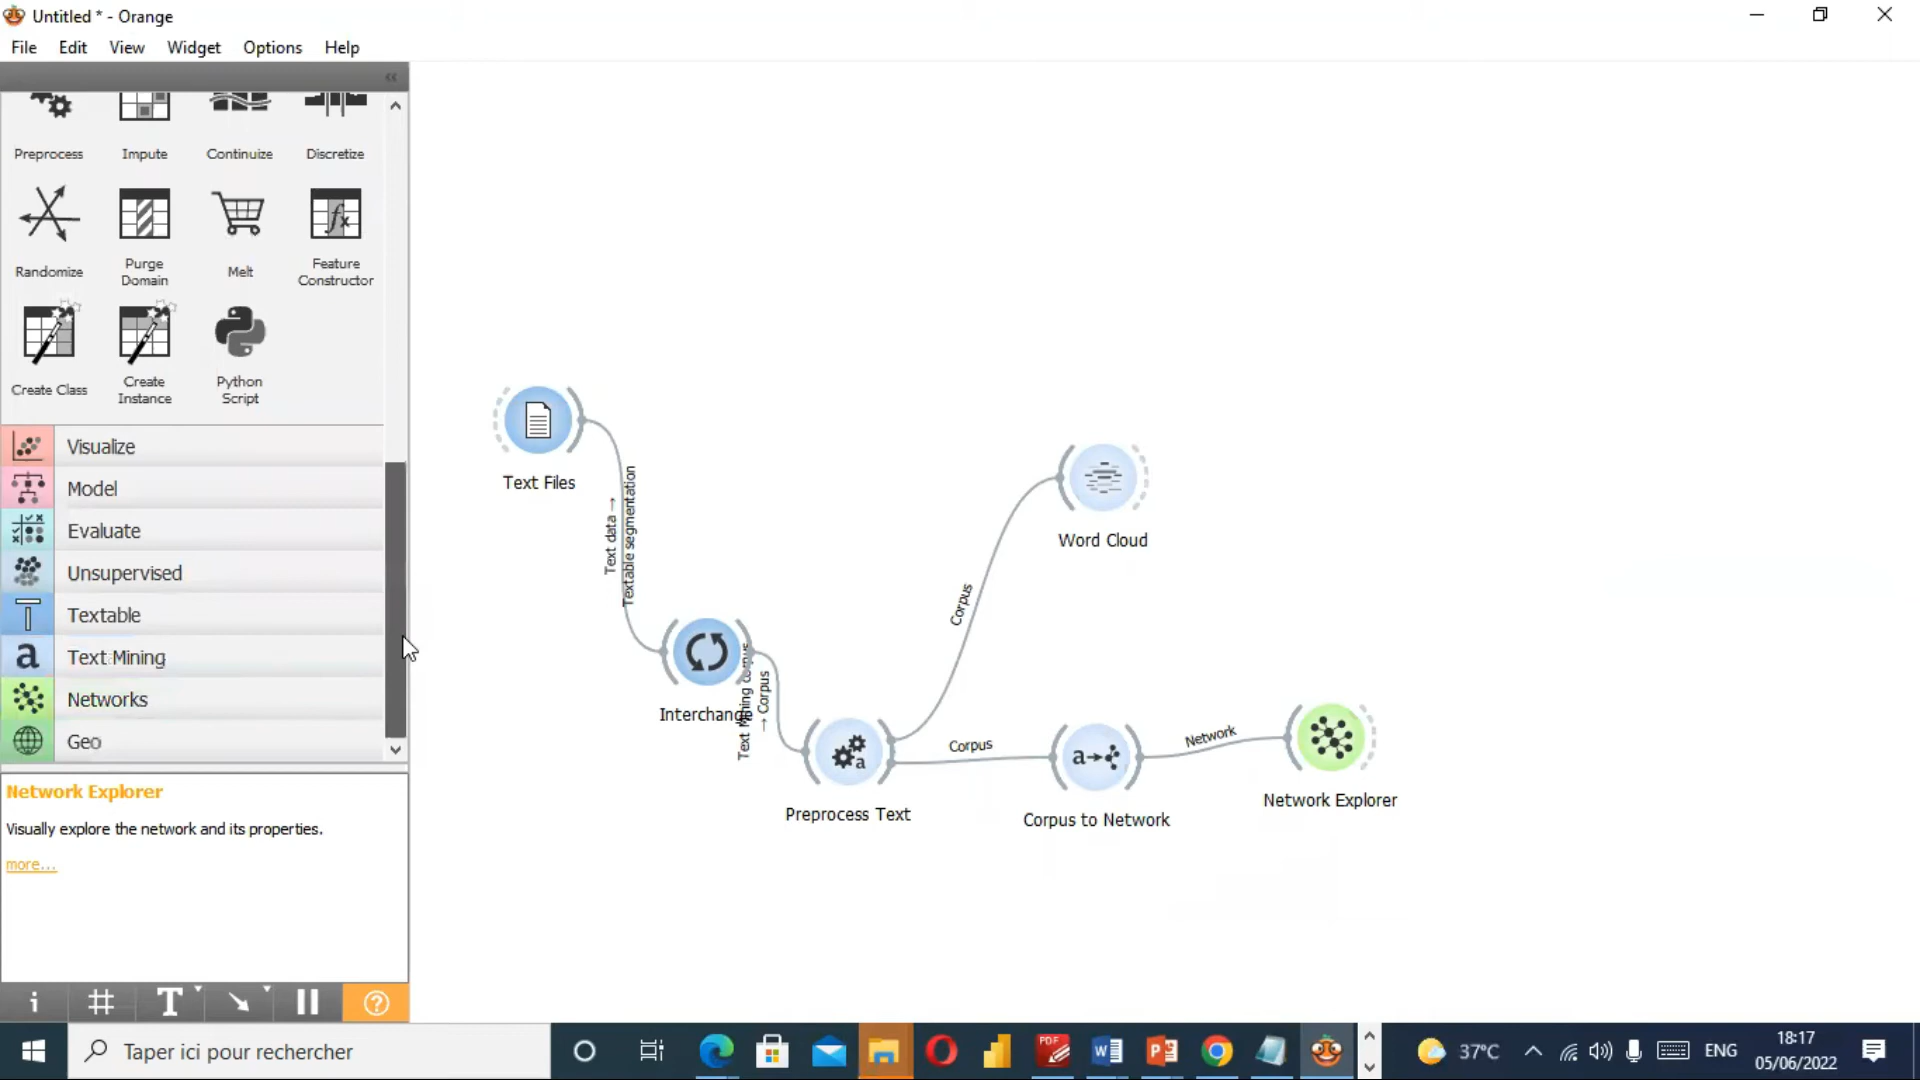 Untitled * - Orange
File Edit View Widget Options Help
Preprocess Impute Continuize Discretize
Randomize Purge Domain Melt Feature Constructor
Create Class Create Instance Python Script
Visualize
Model
Evaluate
Unsupervised
Textable
Text Mining
Networks
Geo
Network Explorer
Visually explore the network and its properties.
more...
Text Files
Text data →
Textable segmentation
Interchange
Text Mining corpus
→ Corpus
Preprocess Text
Corpus
Word Cloud
Corpus
Corpus to Network
Network
Network Explorer
Taper ici pour rechercher
37°C
ENG
18:17
05/06/2022